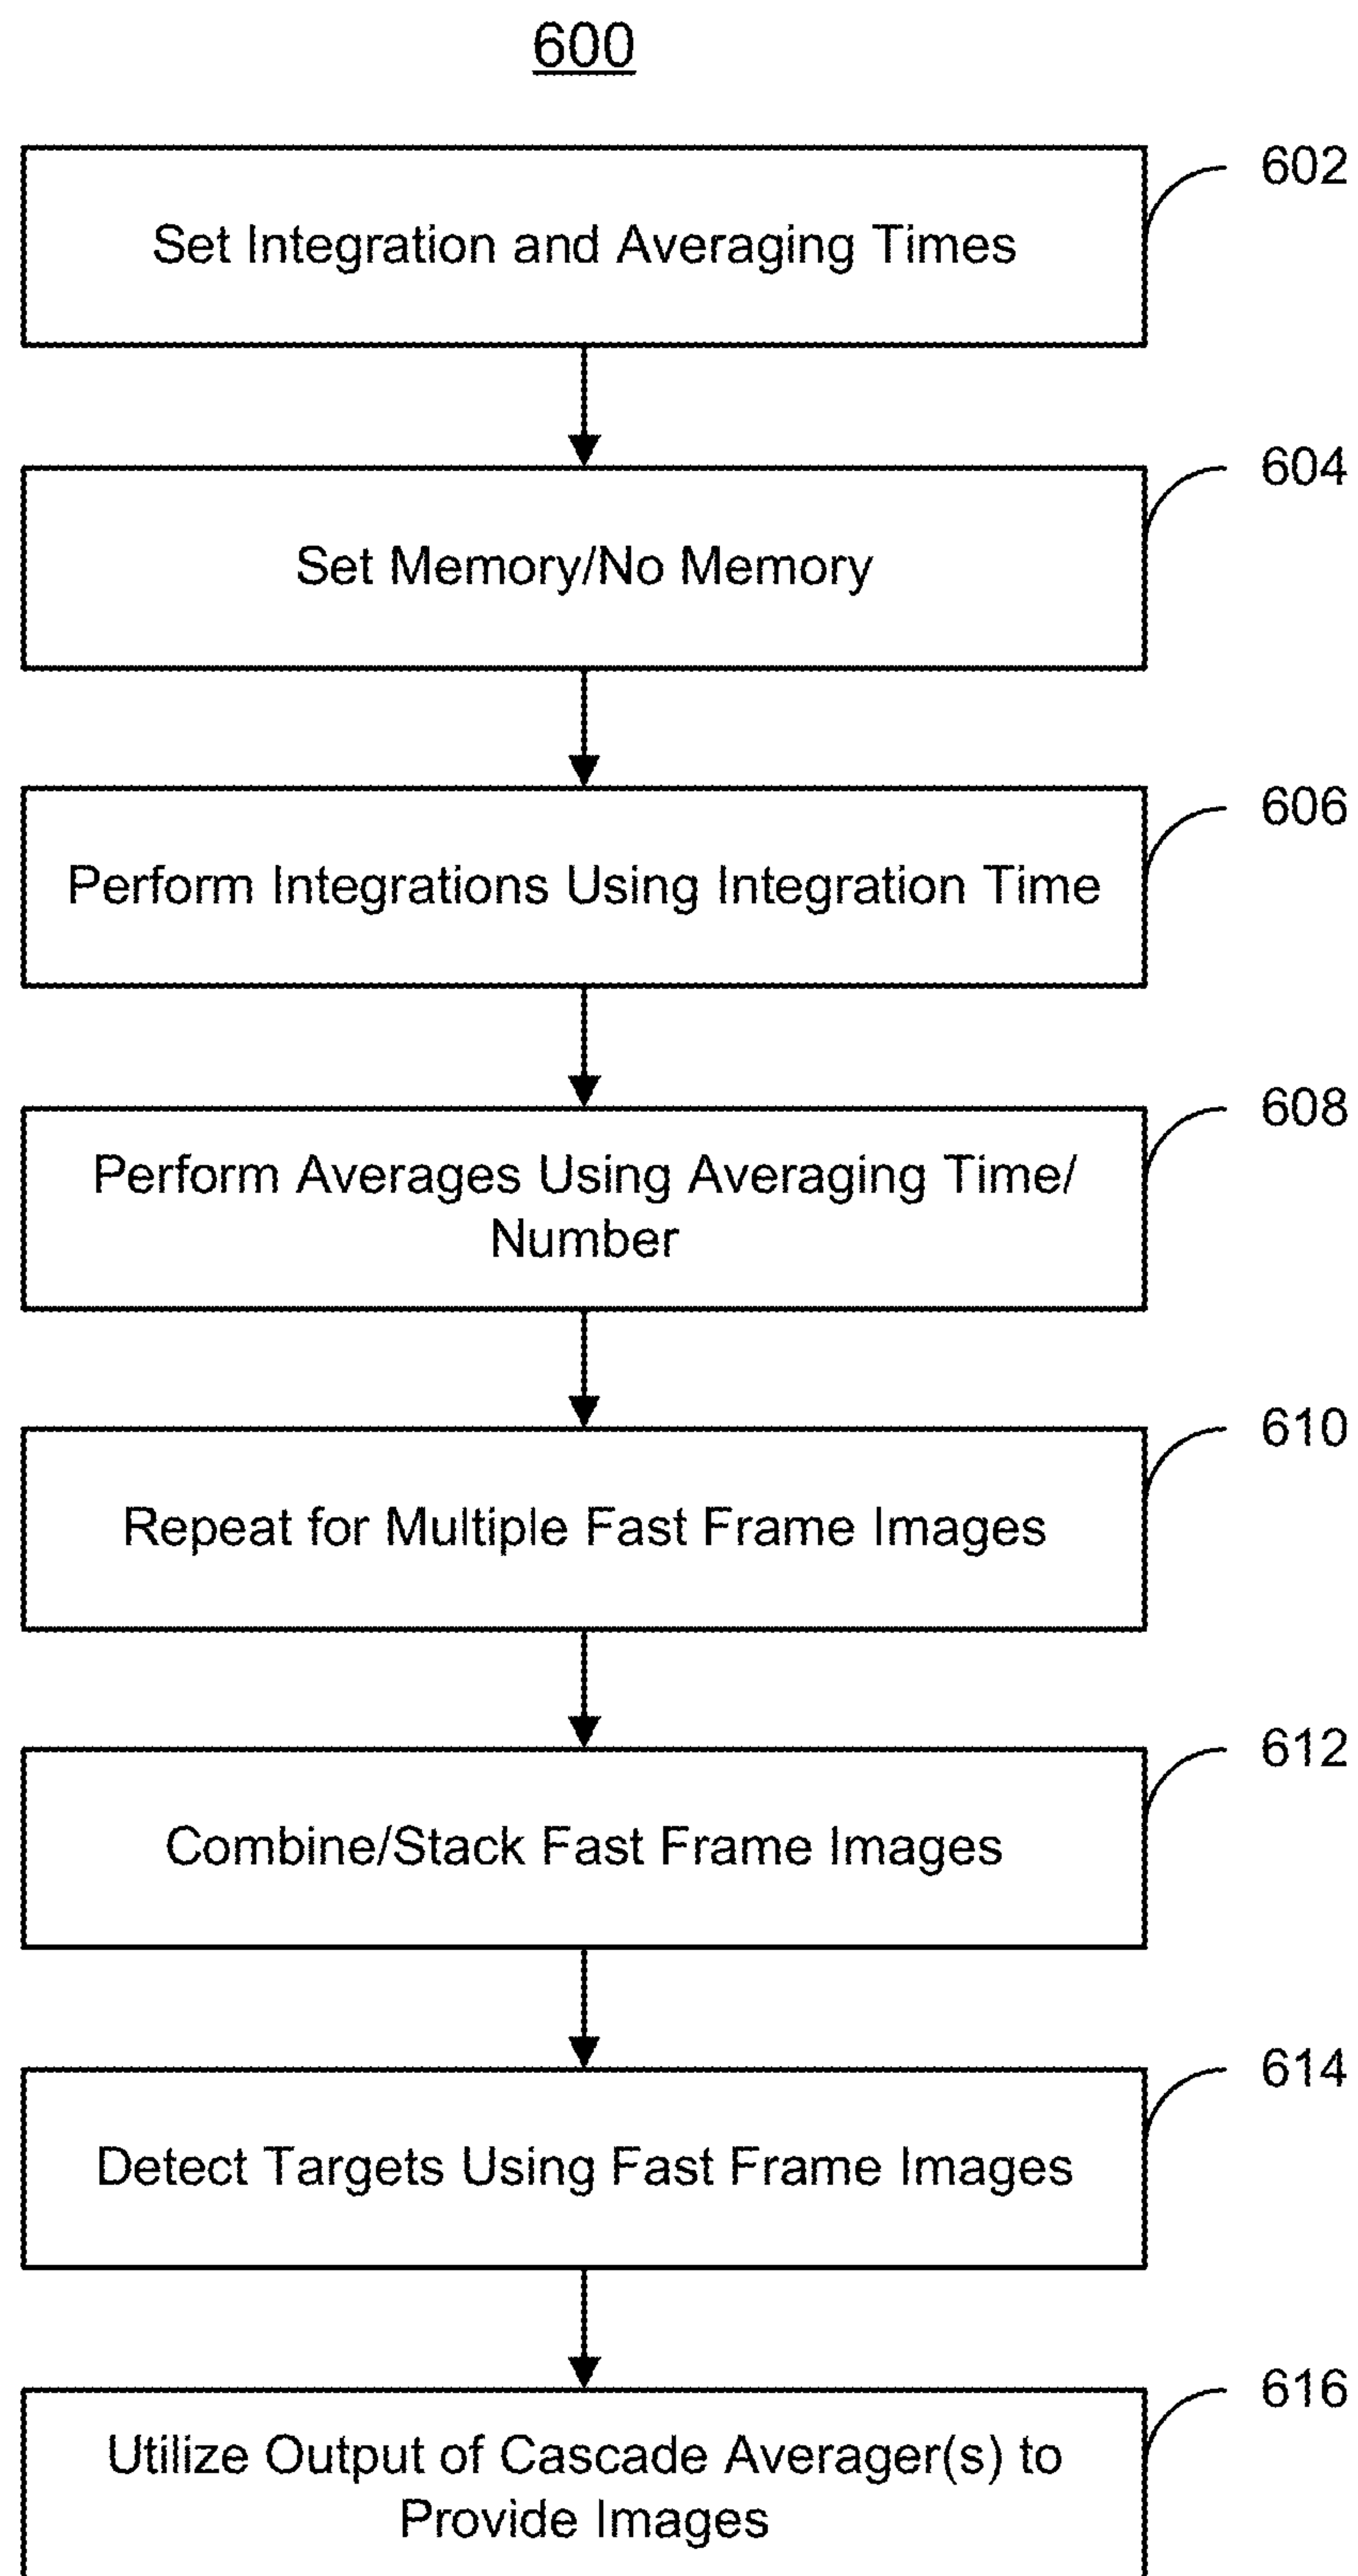 600
602
Set Integration and Averaging Times
604
Set Memory/No Memory
606
Perform Integrations Using Integration Time
608
Perform Averages Using Averaging Time/
Number
610
Repeat for Multiple Fast Frame Images
612
Combine/Stack Fast Frame Images
614
Detect Targets Using Fast Frame Images
616
Utilize Output of Cascade Averager(s) to
Provide Images